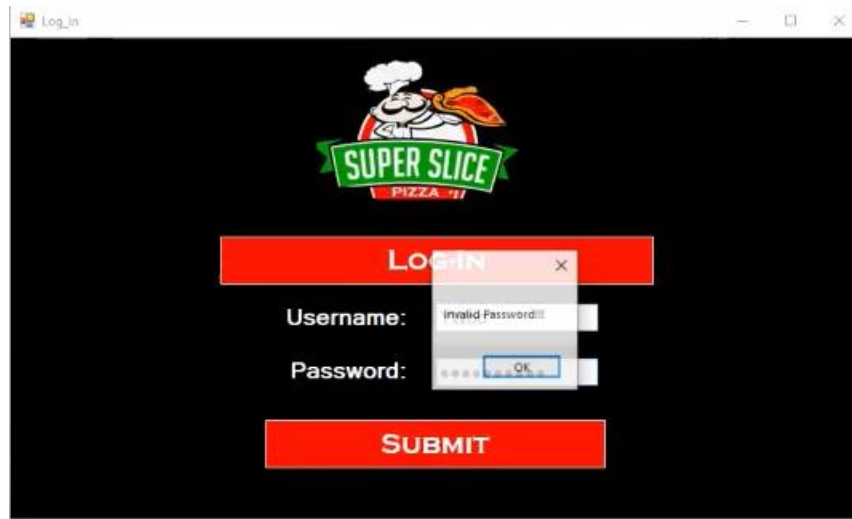 Log_in
SUPER SLICE
PIZZA
LOG-IN
Invalid Password!!!
Username:
Password:
OK
SUBMIT